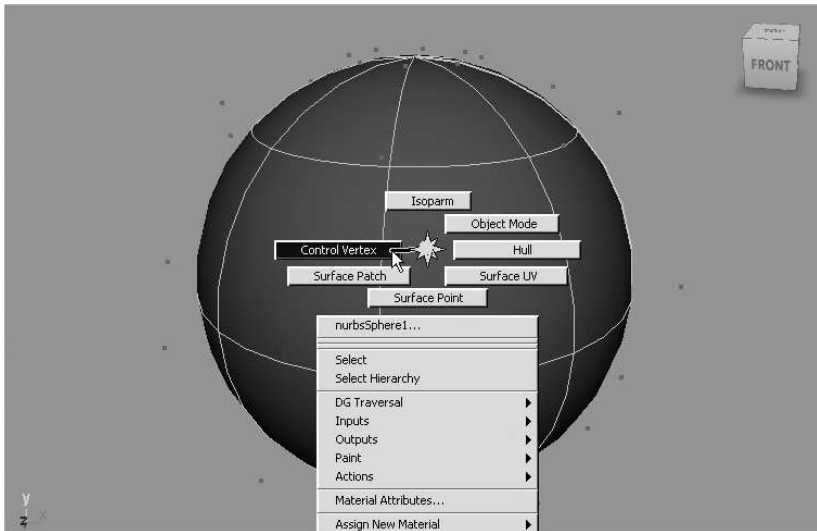 TOP
FRONT
Isoparm
Object Mode
Control Vertex
Hull
Surface Patch
Surface UV
Surface Point
nurbsSphere1...
Select
Select Hierarchy
DG Traversal
Inputs
Outputs
Paint
Actions
Material Attributes...
Assign New Material
y
z x